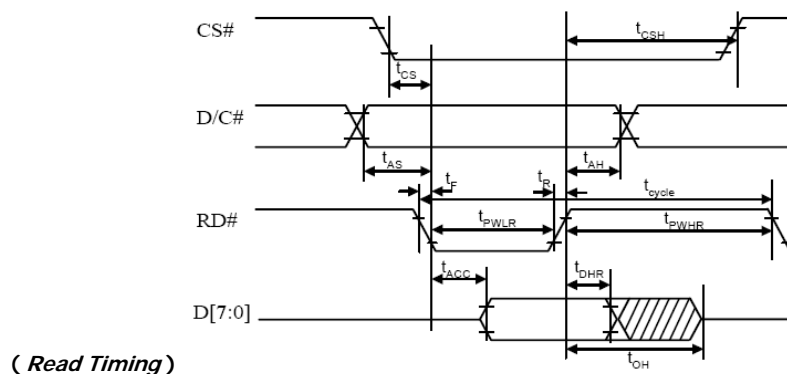 CS#
tCSH
tCS
D/C#
tAS
tF
tR
tAH
tcycle
RD#
tPWLR
tPWHR
tACC
tDHR
D[7:0]
tOH
( Read Timing )